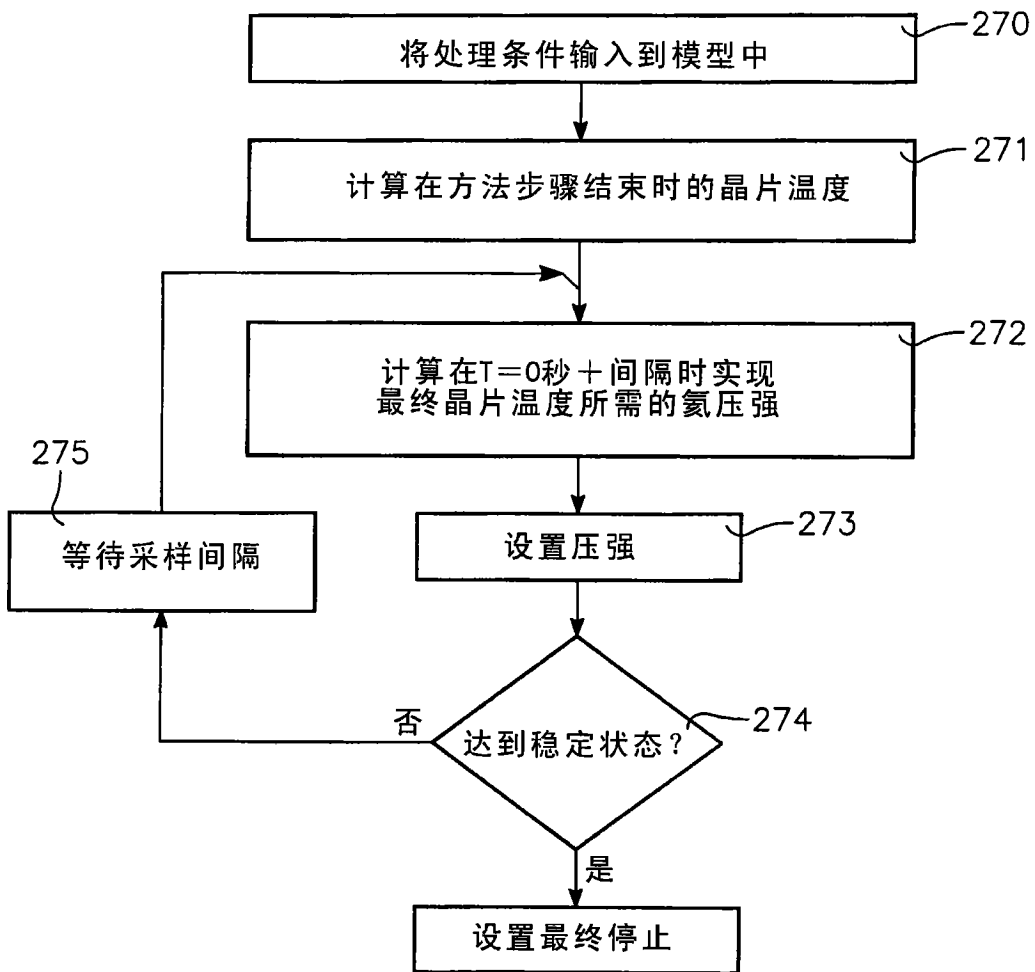 270
将处理条件输入到模型中
271
计算在方法步骤结束时的晶片温度
272
计算在T=0秒+间隔时实现
最终晶片温度所需的氦压强
275
等待采样间隔
273
设置压强
274
否
达到稳定状态?
是
设置最终停止